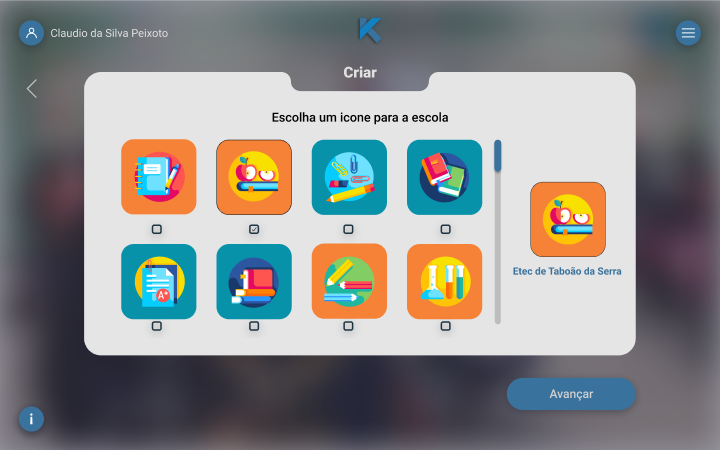 Claudio da Silva Peixoto
Criar
Escolha um icone para a escola
A+
Etec de Taboão da Serra
Avançar
i